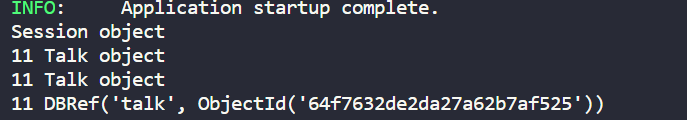 INFO:     Application startup complete.
Session object
11 Talk object
11 Talk object
11 DBRef('talk', ObjectId('64f7632de2da27a62b7af525'))